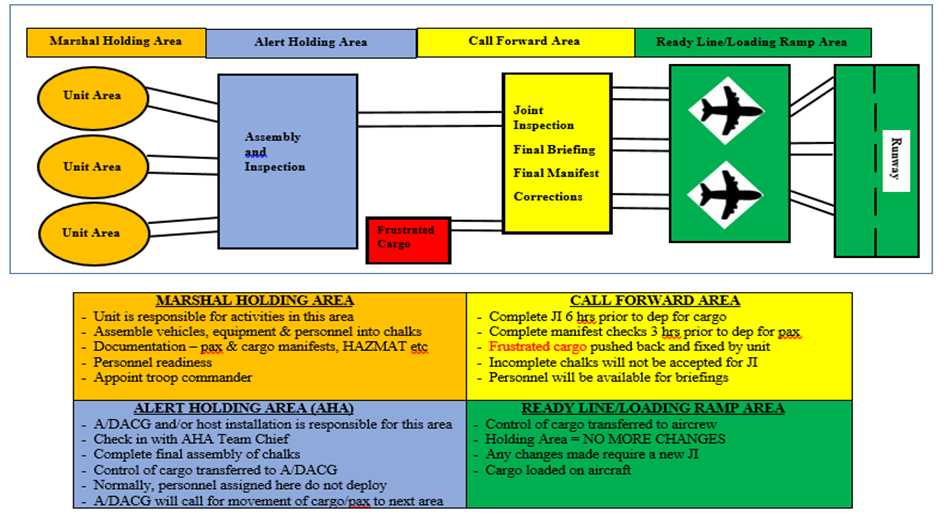 Marshal Holding Area
Alert Holding Area
Call Forward Area
Ready Line/Loading Ramp Area
Unit Area
Unit Area
Unit Area
Assembly
and
Inspection
Frustrated
Cargo
Joint
Inspection
Final Briefing
Final Manifest
Corrections
Runway
MARSHAL HOLDING AREA
- Unit is responsible for activities in this area
- Assemble vehicles, equipment & personnel into chalks
- Documentation – pax & cargo manifests, HAZMAT etc
- Personnel readiness
- Appoint troop commander
CALL FORWARD AREA
- Complete JI 6 hrs prior to dep for cargo
- Complete manifest checks 3 hrs prior to dep for pax
- Frustrated cargo pushed back and fixed by unit
- Incomplete chalks will not be accepted for JI
- Personnel will be available for briefings
ALERT HOLDING AREA (AHA)
- A/DACG and/or host installation is responsible for this area
- Check in with AHA Team Chief
- Complete final assembly of chalks
- Control of cargo transferred to A/DACG
- Normally, personnel assigned here do not deploy
- A/DACG will call for movement of cargo/pax to next area
READY LINE/LOADING RAMP AREA
- Control of cargo transferred to aircrew
- Holding Area = NO MORE CHANGES
- Any changes made require a new JI
- Cargo loaded on aircraft